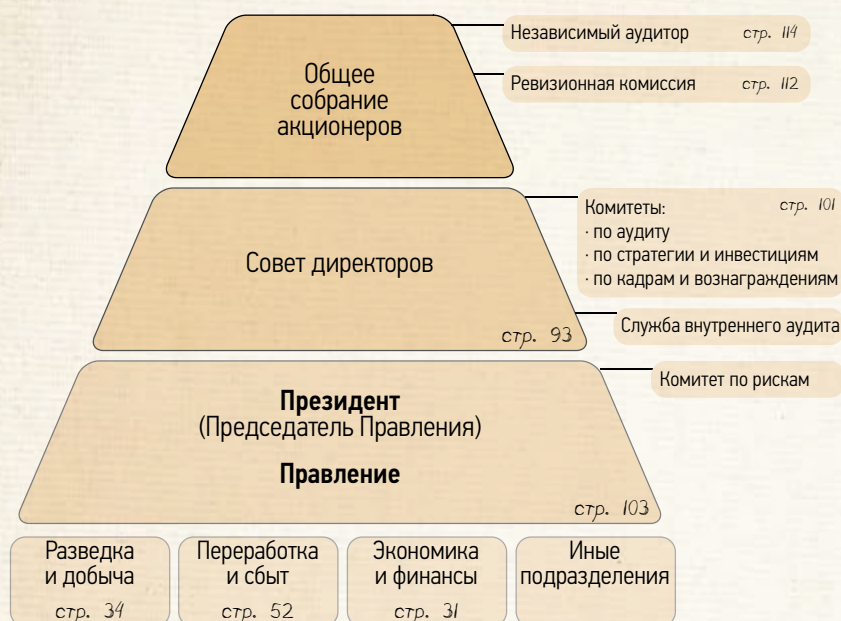 Общее
собрание
акционеров
Независимый аудитор стр. 114
Ревизионная комиссия стр. 112
Совет директоров
стр. 93
Комитеты: стр. 101
· по аудиту
· по стратегии и инвестициям
· по кадрам и вознаграждениям
Служба внутреннего аудита
Президент
(Председатель Правления)
Правление
стр. 103
Комитет по рискам
Разведка
и добыча
стр. 34
Переработка
и сбыт
стр. 52
Экономика
и финансы
стр. 31
Иные
подразделения